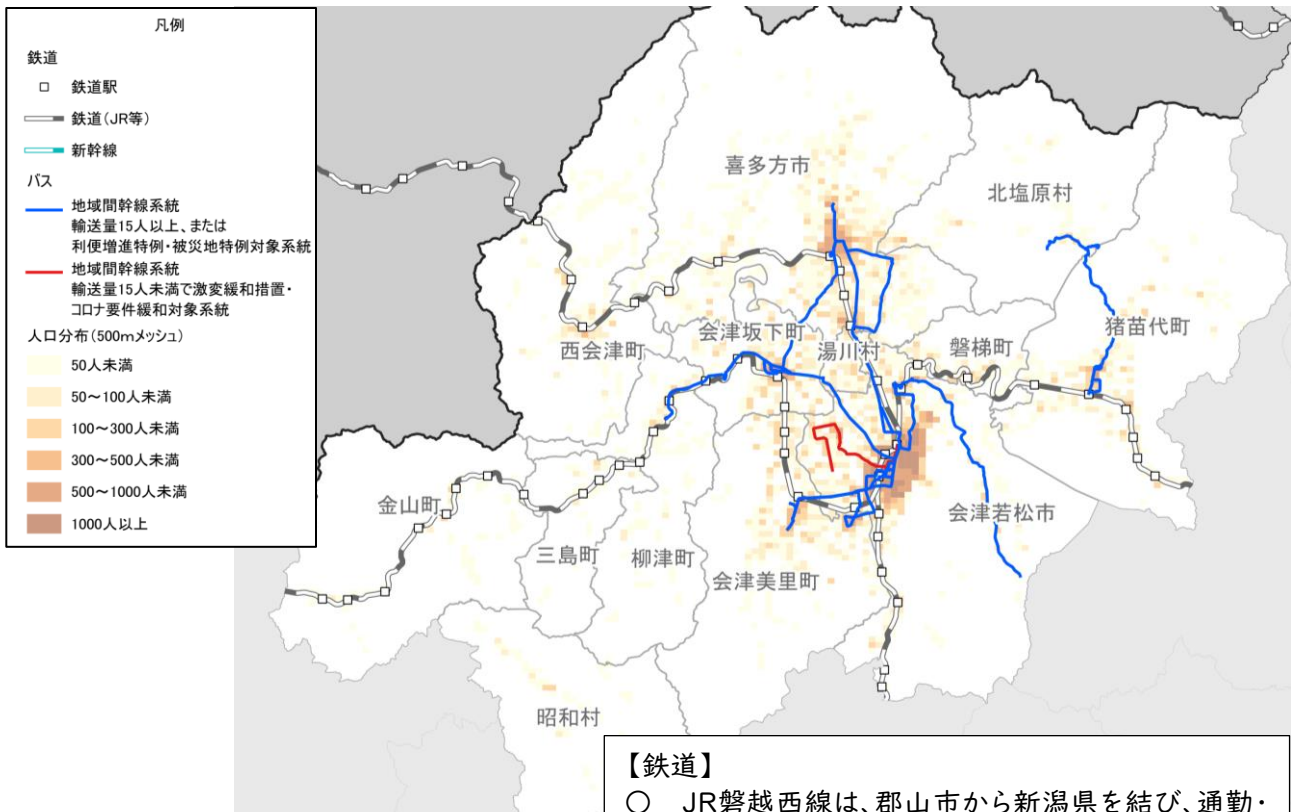 凡例
鉄道
鉄道駅
鉄道(JR等)
新幹線
バス
地域間幹線系統
輸送量15人以上、または
利便増進特例・被災地特例対象系統
地域間幹線系統
輸送量15人未満で激変緩和措置・
コロナ要件緩和対象系統
人口分布(500mメッシュ)
50人未満
50~100人未満
100~300人未満
300~500人未満
500~1000人未満
1000人以上
喜多方市
北塩原村
西会津町
会津坂下町
湯川村
磐梯町
猪苗代町
金山町
三島町
柳津町
会津美里町
会津若松市
昭和村
【鉄道】
○ JR磐越西線は、郡山市から新潟県を結び、通勤・